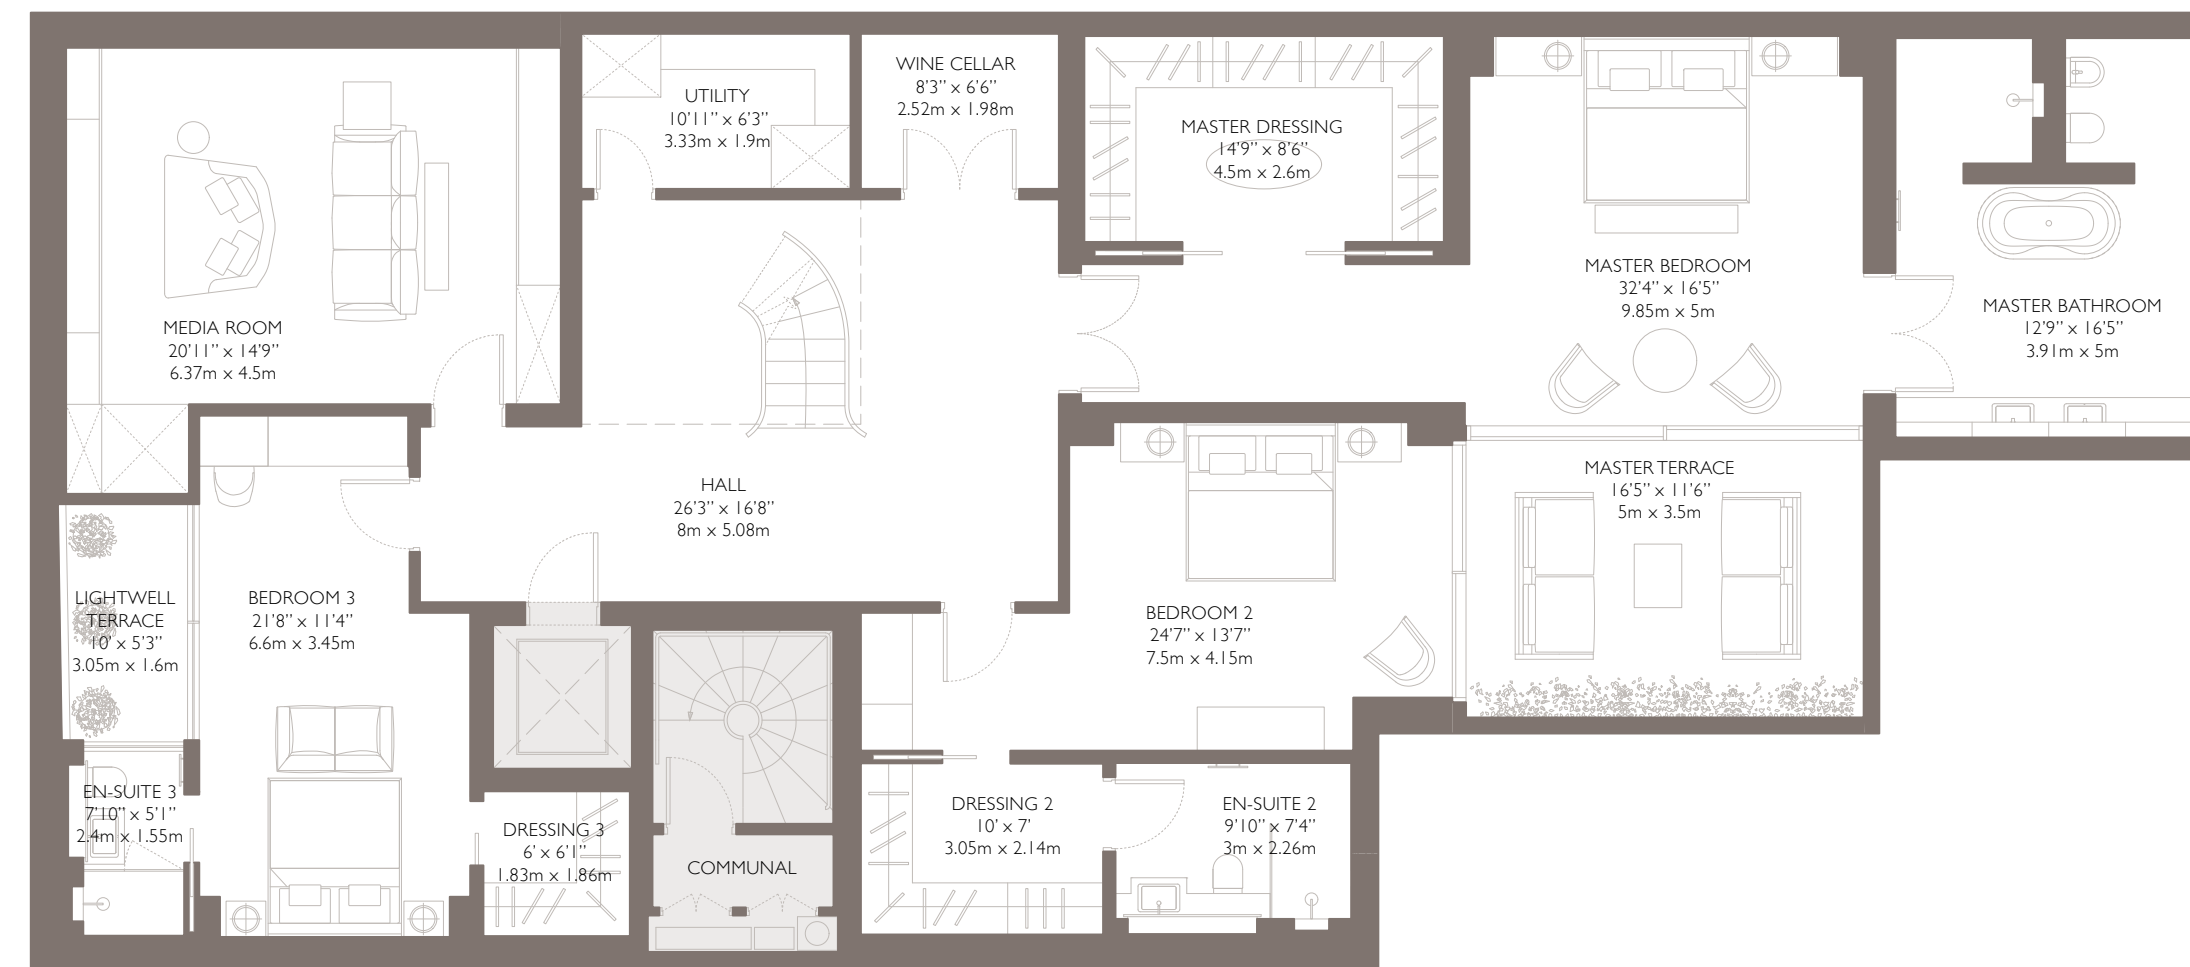 WINE CELLAR
8'3’’ x 6'6’’
2.52m x 1.98m
UTILITY
10'11’’ x 6'3’’
3.33m x 1.9m
MASTER DRESSING
14'9’’ x 8'6’’
4.5m x 2.6m
MASTER BEDROOM
32'4’’ x 16'5’’
9.85m x 5m
MASTER BATHROOM
12'9’’ x 16'5’’
3.91m x 5m
MEDIA ROOM
20'11’’ x 14'9’’
6.37m x 4.5m
HALL
26'3’’ x 16'8’’
8m x 5.08m
MASTER TERRACE
16'5’’ x 11'6’’
5m x 3.5m
LIGHTWELL
TERRACE
10' x 5'3’’
3.05m x 1.6m
BEDROOM 3
21'8’’ x 11'4’’
6.6m x 3.45m
BEDROOM 2
24'7’’ x 13'7’’
7.5m x 4.15m
EN-SUITE 3
7'10’’ x 5'1’’
2.4m x 1.55m
DRESSING 3
6' x 6'1’’
1.83m x 1.86m
COMMUNAL
DRESSING 2
10' x 7'
3.05m x 2.14m
EN-SUITE 2
9'10’’ x 7'4’’
3m x 2.26m